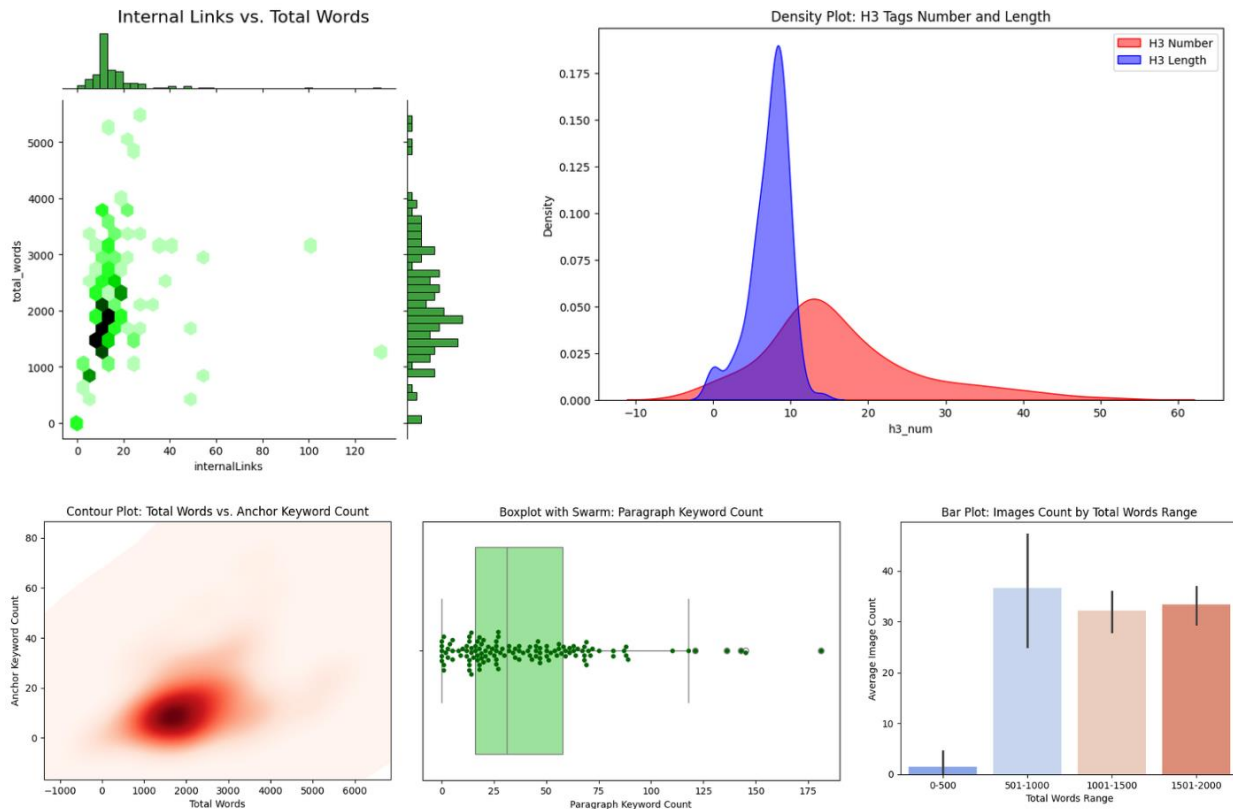 Internal Links vs. Total Words
5000
4000
3000
2000
1000
0
total_words
0 20 40 60 80 100 120
internalLinks
Density Plot: H3 Tags Number and Length
H3 Number
H3 Length
0.175
0.150
0.125
0.100
0.075
0.050
0.025
0.000
Density
−10 0 10 20 30 40 50 60
h3_num
Contour Plot: Total Words vs. Anchor Keyword Count
80
60
40
20
0
Anchor Keyword Count
−1000 0 1000 2000 3000 4000 5000 6000
Total Words
Boxplot with Swarm: Paragraph Keyword Count
0 25 50 75 100 125 150 175
Paragraph Keyword Count
Bar Plot: Images Count by Total Words Range
40
30
20
10
0
Average Image Count
0-500 501-1000 1001-1500 1501-2000
Total Words Range